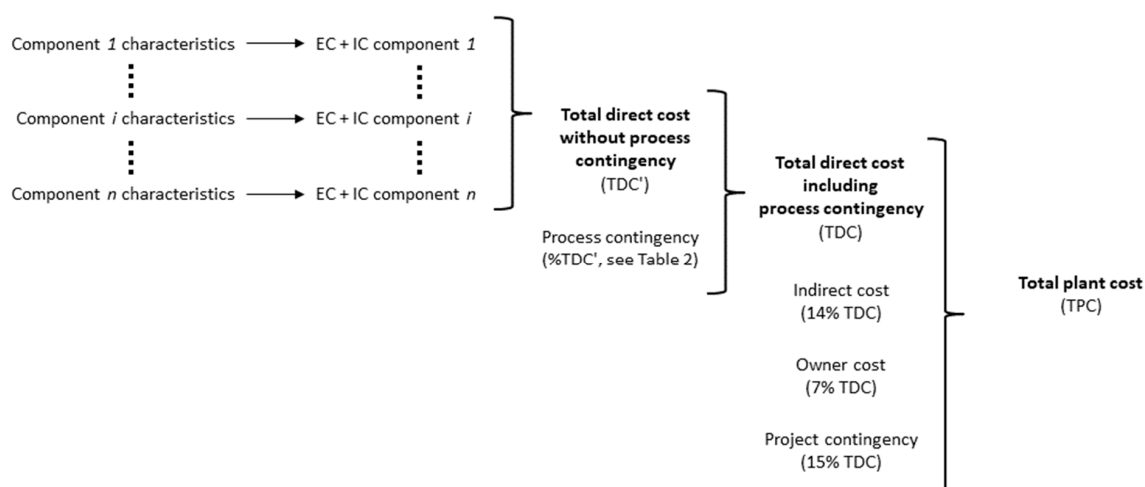 Component 1 characteristics
EC + IC component 1
Component i characteristics
EC + IC component i
Component n characteristics
EC + IC component n
Total direct cost
without process
contingency
(TDC')
Process contingency
(%TDC', see Table 2)
Total direct cost
including
process contingency
(TDC)
Indirect cost
(14% TDC)
Owner cost
(7% TDC)
Project contingency
(15% TDC)
Total plant cost
(TPC)